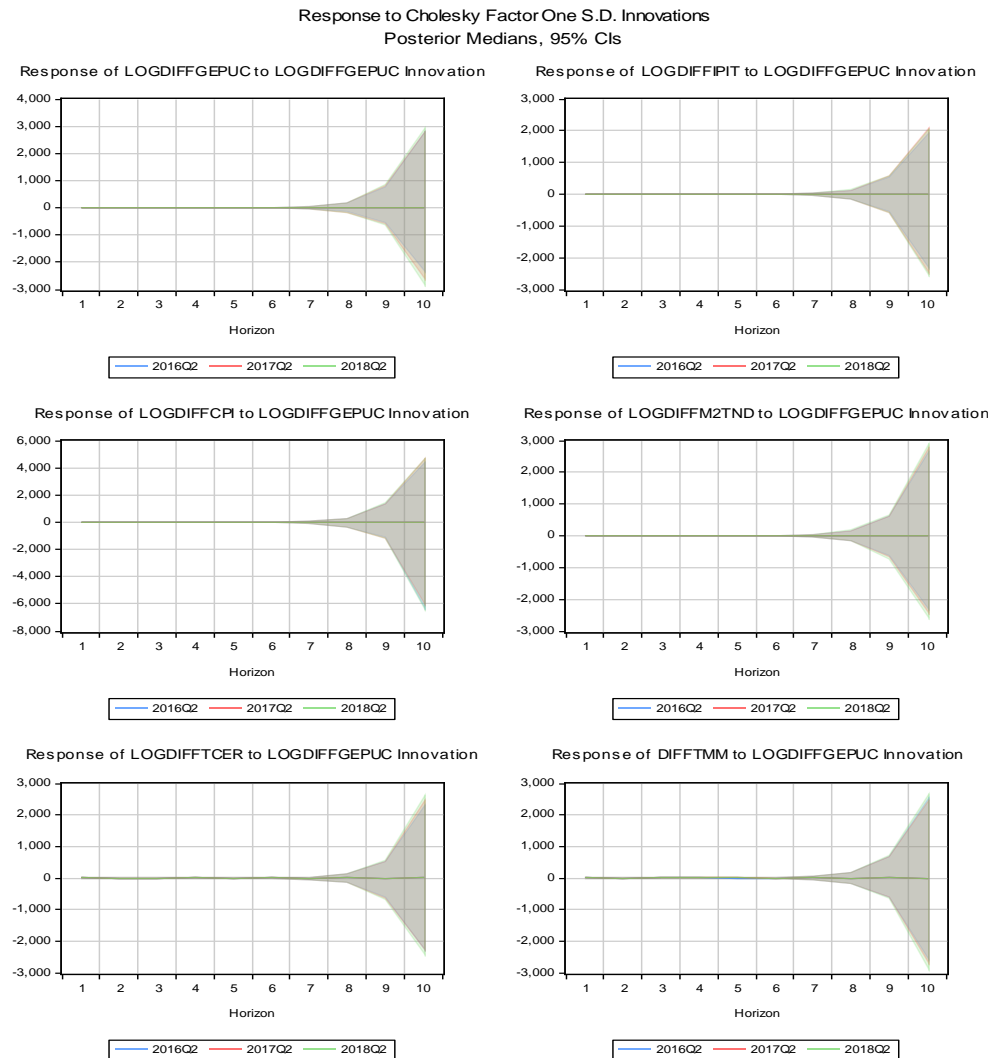 Response to Cholesky Factor One S.D. Innovations
Posterior Medians, 95% CIs
Response of LOGDIFFGEPUC to LOGDIFFGEPUC Innovation
4,000
3,000
2,000
1,000
0
-1,000
-2,000
-3,000
1 2 3 4 5 6 7 8 9 10
Horizon
2016Q2 2017Q2 2018Q2
Response of LOGDIFFIPIT to LOGDIFFGEPUC Innovation
3,000
2,000
1,000
0
-1,000
-2,000
-3,000
1 2 3 4 5 6 7 8 9 10
Horizon
2016Q2 2017Q2 2018Q2
Response of LOGDIFFCPI to LOGDIFFGEPUC Innovation
6,000
4,000
2,000
0
-2,000
-4,000
-6,000
-8,000
1 2 3 4 5 6 7 8 9 10
Horizon
2016Q2 2017Q2 2018Q2
Response of LOGDIFFM2TND to LOGDIFFGEPUC Innovation
3,000
2,000
1,000
0
-1,000
-2,000
-3,000
1 2 3 4 5 6 7 8 9 10
Horizon
2016Q2 2017Q2 2018Q2
Response of LOGDIFFTCER to LOGDIFFGEPUC Innovation
3,000
2,000
1,000
0
-1,000
-2,000
-3,000
1 2 3 4 5 6 7 8 9 10
Horizon
2016Q2 2017Q2 2018Q2
Response of DIFFTMM to LOGDIFFGEPUC Innovation
3,000
2,000
1,000
0
-1,000
-2,000
-3,000
1 2 3 4 5 6 7 8 9 10
Horizon
2016Q2 2017Q2 2018Q2